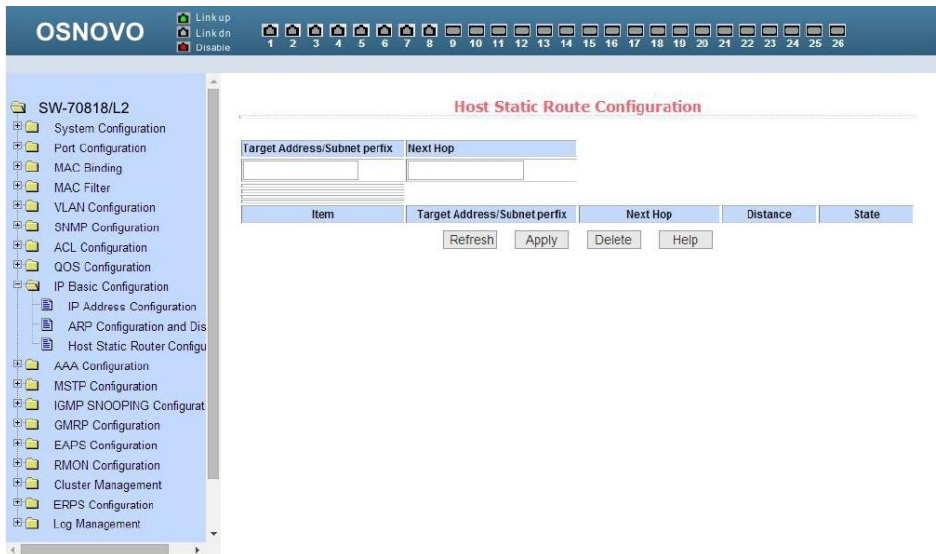 OSNOVO
Link up
Link dn
Disable
1 2 3 4 5 6 7 8 9 10 11 12 13 14 15 16 17 18 19 20 21 22 23 24 25 26
SW-70818/L2
System Configuration
Port Configuration
MAC Binding
MAC Filter
VLAN Configuration
SNMP Configuration
ACL Configuration
QOS Configuration
IP Basic Configuration
IP Address Configuration
ARP Configuration and Dis
Host Static Router Configu
AAA Configuration
MSTP Configuration
IGMP SNOOPING Configurat
GMRP Configuration
EAPS Configuration
RMON Configuration
Cluster Management
ERPS Configuration
Log Management
Host Static Route Configuration
Target Address/Subnet perfix Next Hop
Item Target Address/Subnet perfix Next Hop Distance State
Refresh Apply Delete Help